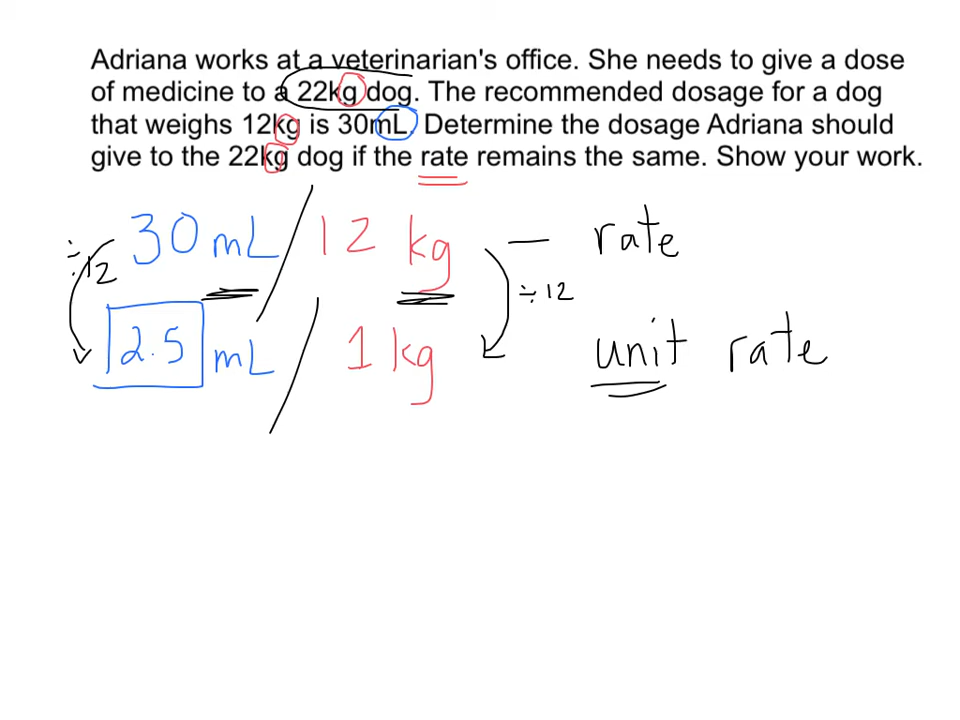 Adriana works at a veterinarian's office. She needs to give a dose
of medicine to a 22kg dog. The recommended dosage for a dog
that weighs 12kg is 30mL. Determine the dosage Adriana should
give to the 22kg dog if the rate remains the same. Show your work.
30 mL / 12 kg — rate
÷12 ÷12
2.5 mL / 1 kg unit rate